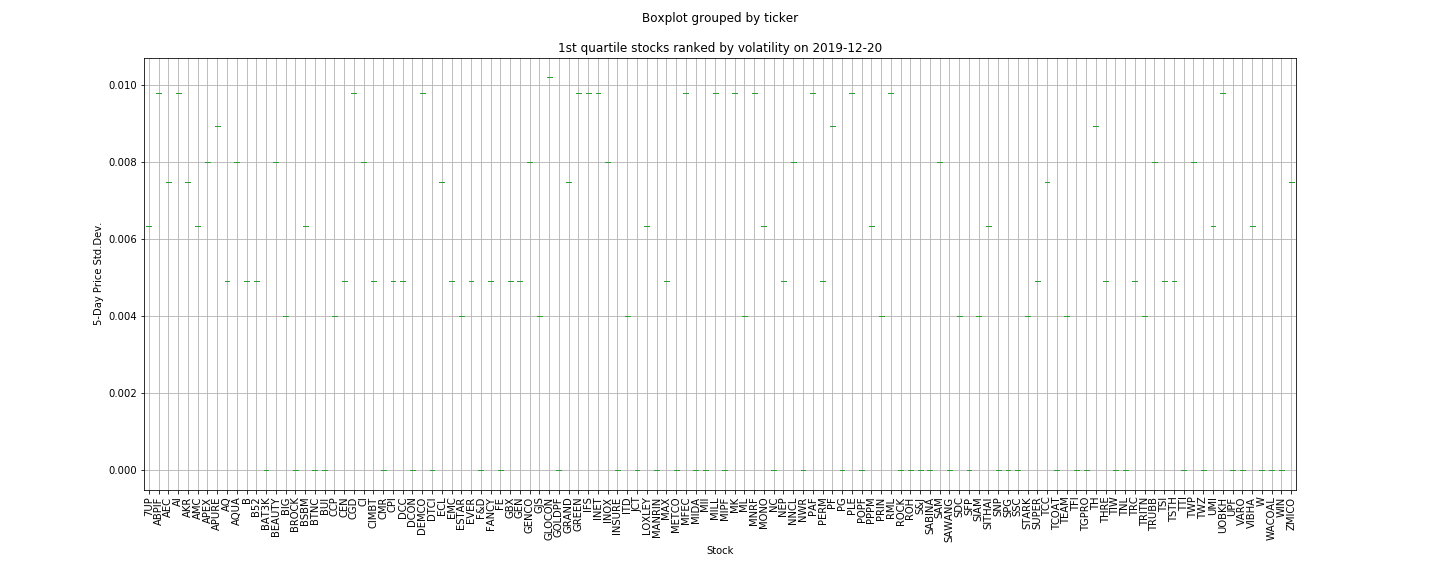 Boxplot grouped by ticker
1st quartile stocks ranked by volatility on 2019-12-20
0.010
0.008
0.006
0.004
0.002
0.000
5-Day Price Std.Dev.
7UP
ABPIF
AEC
AI
AKR
AMC
APEX
APURE
AQ
AQUA
B
B52
BAT3K
BEAUTY
BIG
BROCK
BSBM
BTNC
BUI
CCP
CEN
CGD
CI
CIMBT
CMR
CPI
DCC
DCON
DEMCO
DTCI
ECL
EMC
ESTAR
EVER
F&D
FANCY
FE
GBX
GEN
GENCO
GJS
GLOCON
GOLDPF
GRAND
GREEN
IFS
INET
INOX
INSURE
ITD
JCT
LOXLEY
MANRIN
MAX
METCO
MFEC
MIDA
MII
MILL
MIPF
MK
ML
MNRF
MONO
NC
NEP
NNCL
NWR
PAF
PERM
PF
PG
PLE
POPF
PPPM
PRIN
RML
ROCK
ROH
S&J
SABINA
SAM
SAWANG
SDC
SFP
SIAM
SITHAI
SNP
SPG
SSC
STARK
SUPER
TCC
TCOAT
TEAM
TFI
TGPRO
TH
THRE
TIW
TNL
TRC
TRITN
TRUBB
TSI
TSTH
TTI
TWP
TWZ
UMI
UOBKH
UPF
VARO
VIBHA
W
WACOAL
WIN
ZMICO
Stock